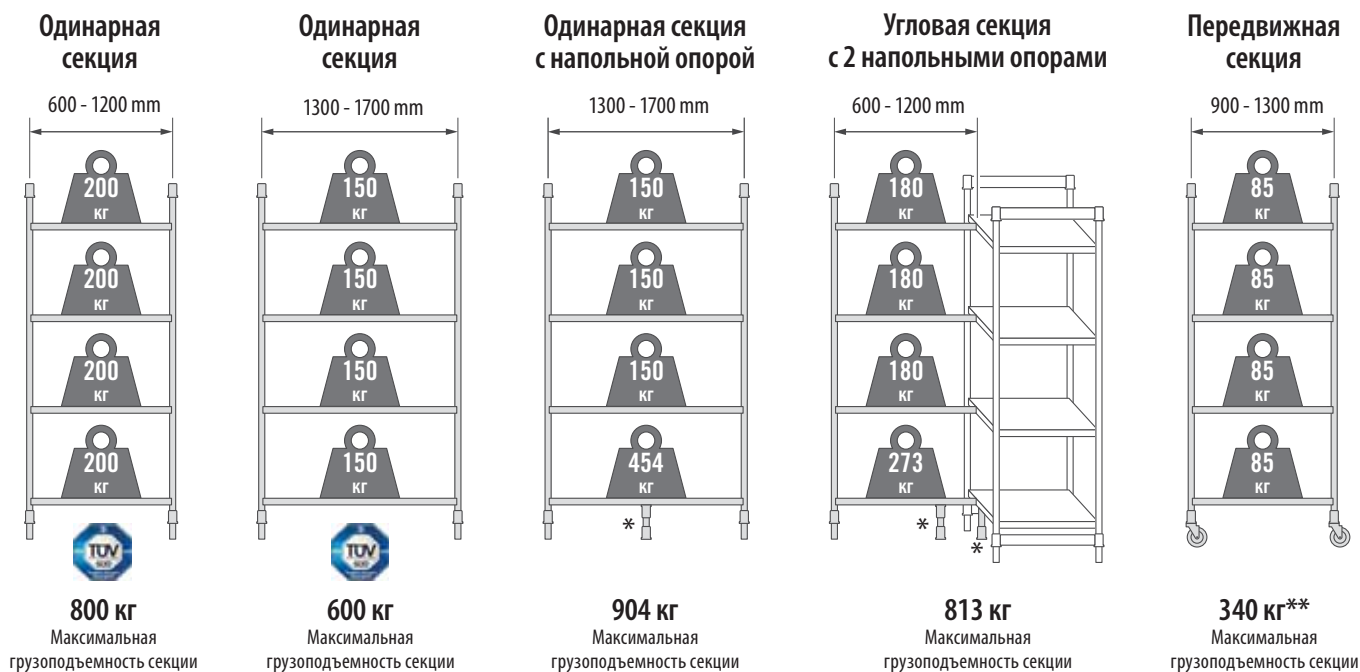 Одинарная
секция
600 - 1200 mm
200
кг
200
кг
200
кг
200
кг
TÜV
SÜD
800 кг
Максимальная
грузоподъемность секции
Одинарная
секция
1300 - 1700 mm
150
кг
150
кг
150
кг
150
кг
TÜV
SÜD
600 кг
Максимальная
грузоподъемность секции
Одинарная секция
с напольной опорой
1300 - 1700 mm
150
кг
150
кг
150
кг
454
кг
*
904 кг
Максимальная
грузоподъемность секции
Угловая секция
с 2 напольными опорами
600 - 1200 mm
180
кг
180
кг
180
кг
273
кг
*
*
813 кг
Максимальная
грузоподъемность секции
Передвижная
секция
900 - 1300 mm
85
кг
85
кг
85
кг
85
кг
340 кг**
Максимальная
грузоподъемность секции